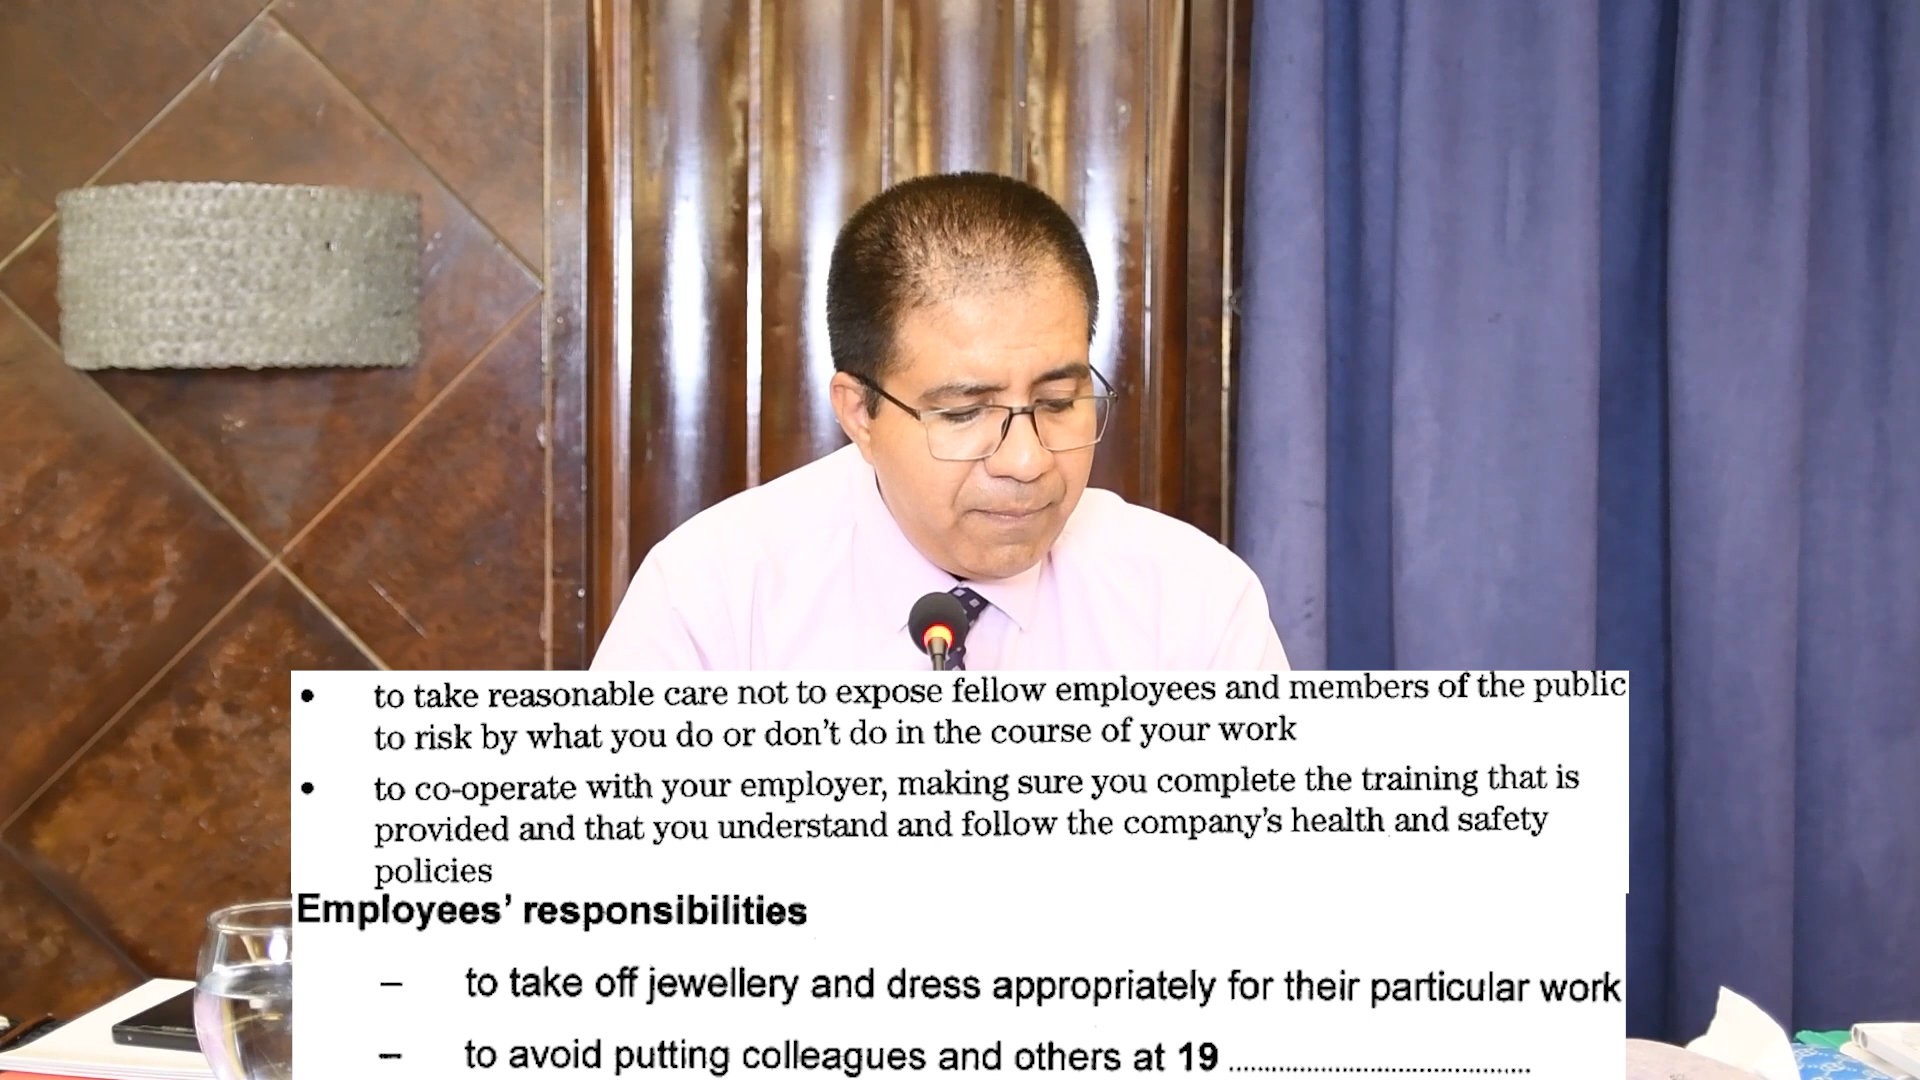 • to take reasonable care not to expose fellow employees and members of the public
to risk by what you do or don't do in the course of your work
• to co-operate with your employer, making sure you complete the training that is
provided and that you understand and follow the company's health and safety
policies
Employees' responsibilities
– to take off jewellery and dress appropriately for their particular work
– to avoid putting colleagues and others at 19 ........................................